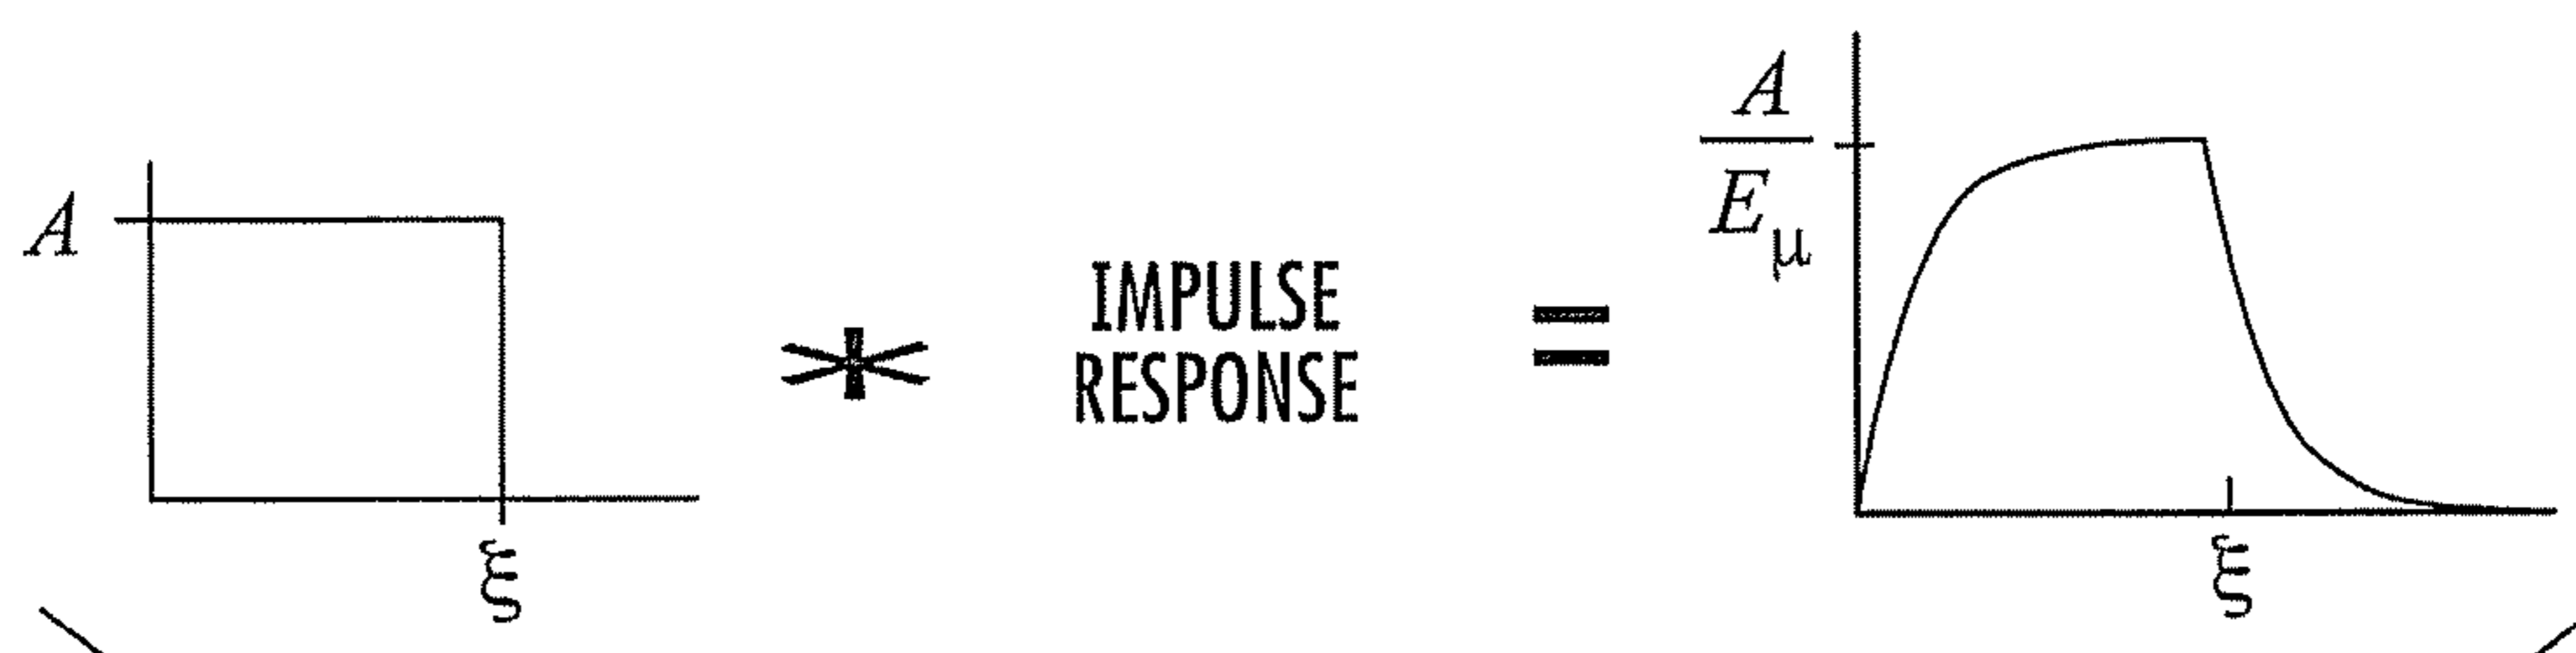 A
ξ
*
IMPULSE
RESPONSE
=
A
E_μ
ξ